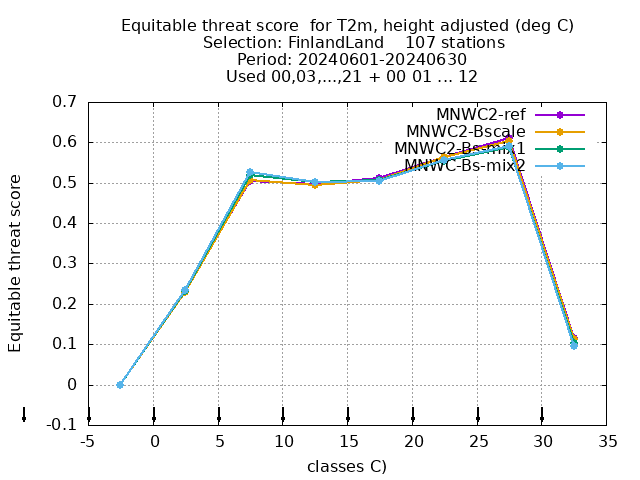 Equitable threat score  for T2m, height adjusted (deg C)
Selection: FinlandLand    107 stations
Period: 20240601-20240630
Used 00,03,...,21 + 00 01 ... 12
MNWC2-ref
MNWC2-Bscale
MNWC2-Bs-mix1
MNWC-Bs-mix2
Equitable threat score
0.7
0.6
0.5
0.4
0.3
0.2
0.1
0
-0.1
-5 0 5 10 15 20 25 30 35
classes C)